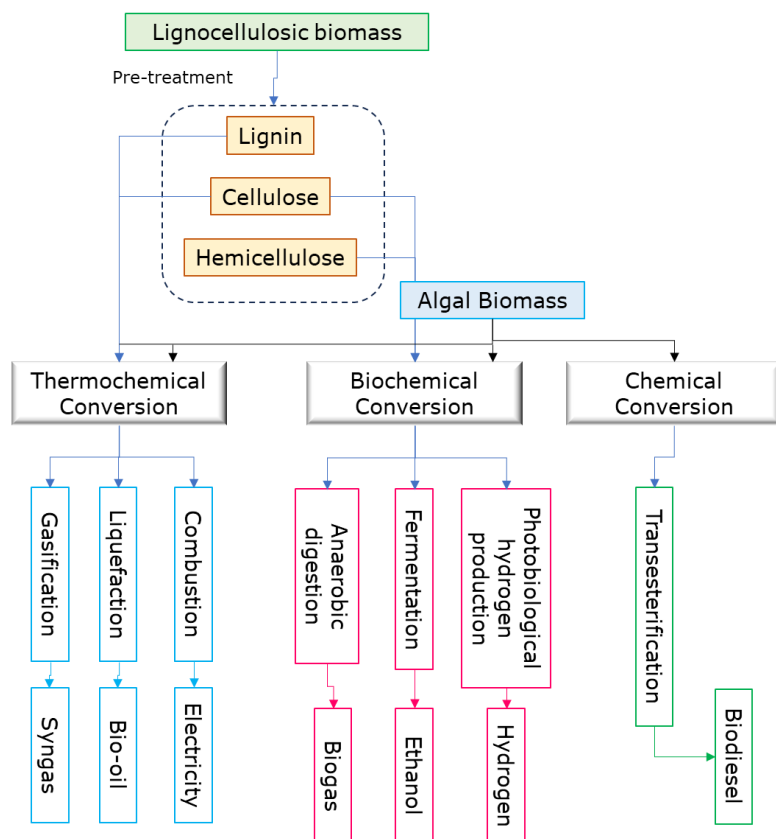 Lignocellulosic biomass
Pre-treatment
Lignin
Cellulose
Hemicellulose
Algal Biomass
Thermochemical
Conversion
Biochemical
Conversion
Chemical
Conversion
Gasification
Liquefaction
Combustion
Anaerobic
digestion
Fermentation
Photobiological
hydrogen
production
Transesterification
Syngas
Bio-oil
Electricity
Biogas
Ethanol
Hydrogen
Biodiesel